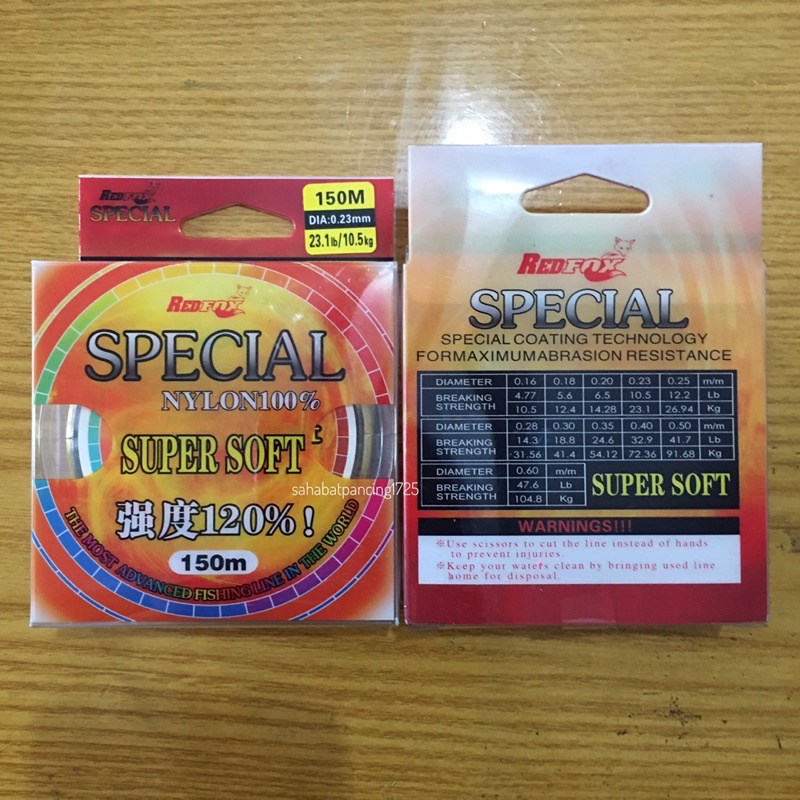 REDFOX
SPECIAL
150M
DIA:0.23mm
23.1lb/10.5kg
REDFOX
SPECIAL
NYLON100%
SUPER SOFT
强度120%!
150m
THE MOST ADVANCED FISHING LINE IN THE WORLD
sahabatpancing1725
REDFOX
SPECIAL
SPECIAL COATING TECHNOLOGY
FORMAXIMUMABRASION RESISTANCE
DIAMETER 0.16 0.18 0.20 0.23 0.25 m/m
BREAKING STRENGTH 4.77 5.6 6.5 10.5 12.2 Lb
10.5 12.4 14.28 23.1 26.94 Kg
DIAMETER 0.28 0.30 0.35 0.40 0.50 m/m
BREAKING STRENGTH 14.3 18.8 24.6 32.9 41.7 Lb
31.56 41.4 54.12 72.36 91.68 Kg
DIAMETER 0.60 m/m
BREAKING STRENGTH 47.6 Lb
104.8 Kg
SUPER SOFT
WARNINGS!!!
※Use scissors to cut the line instead of hands
to prevent injuries.
※Keep your waters clean by bringing used line
home for disposal.